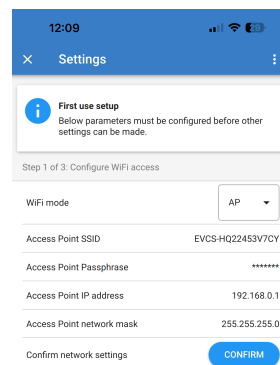 12:09
29
Settings
First use setup
Below parameters must be configured before other
settings can be made.
Step 1 of 3: Configure WiFi access
WiFi mode AP
Access Point SSID EVCS-HQ22453V7CY
Access Point Passphrase *******
Access Point IP address 192.168.0.1
Access Point network mask 255.255.255.0
Confirm network settings CONFIRM